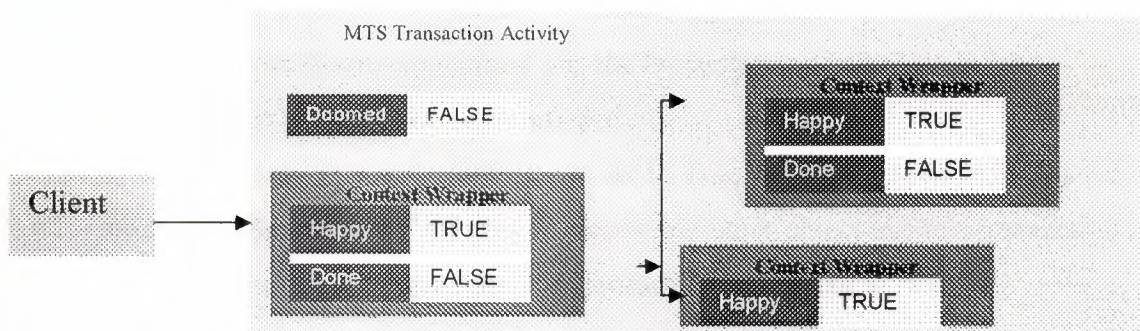 MTS Transaction Activity
Doomed FALSE
Client
Context Wrapper
Happy TRUE
Done FALSE
Context Wrapper
Happy TRUE
Done FALSE
Context Wrapper
Happy TRUE